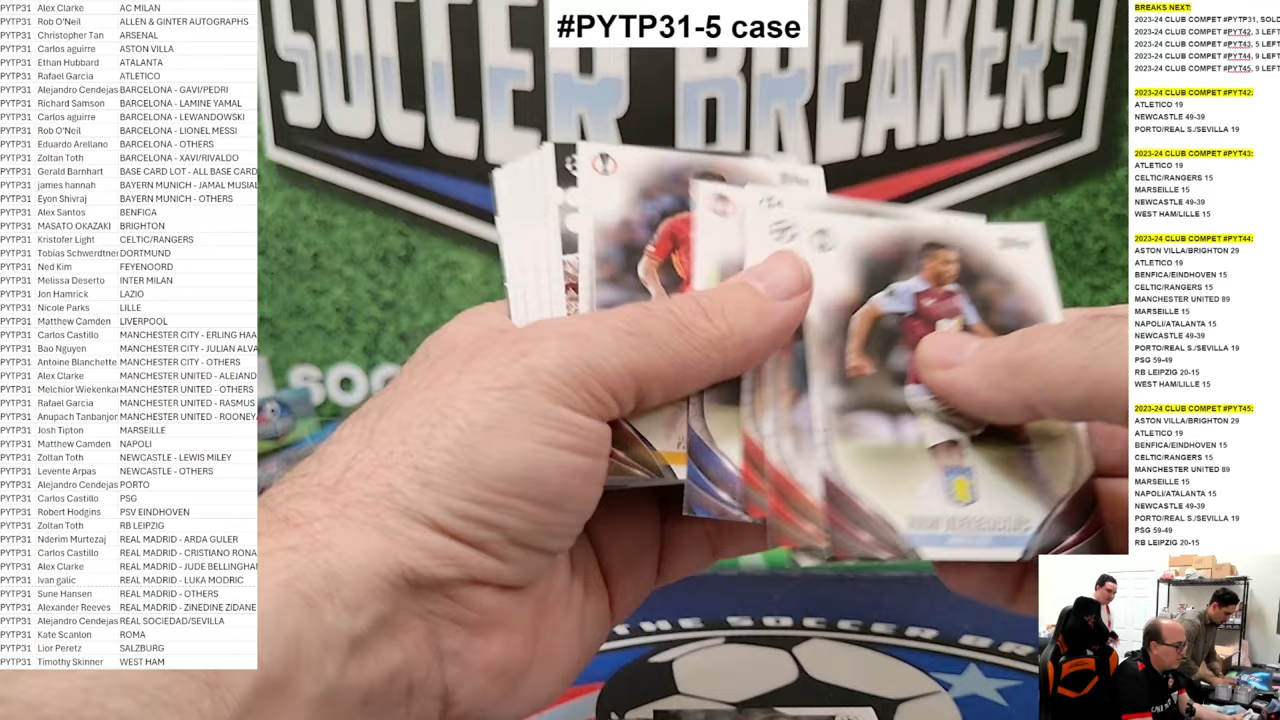 #PYTP31-5 case
PYTP31 Alex Clarke AC MILAN
PYTP31 Rob O'Neil ALLEN & GINTER AUTOGRAPHS
PYTP31 Christopher Tan ARSENAL
PYTP31 Carlos aguirre ASTON VILLA
PYTP31 Ethan Hubbard ATALANTA
PYTP31 Rafael Garcia ATLETICO
PYTP31 Alejandro Cendejas BARCELONA - GAVI/PEDRI
PYTP31 Richard Samson BARCELONA - LAMINE YAMAL
PYTP31 Carlos aguirre BARCELONA - LEWANDOWSKI
PYTP31 Rob O'Neil BARCELONA - LIONEL MESSI
PYTP31 Eduardo Arellano BARCELONA - OTHERS
PYTP31 Zoltan Toth BARCELONA - XAVI/RIVALDO
PYTP31 Gerald Barnhart BASE CARD LOT - ALL BASE CARD
PYTP31 james hannah BAYERN MUNICH - JAMAL MUSIAL
PYTP31 Eyon Shivraj BAYERN MUNICH - OTHERS
PYTP31 Alex Santos BENFICA
PYTP31 MASATO OKAZAKI BRIGHTON
PYTP31 Kristofer Light CELTIC/RANGERS
PYTP31 Tobias Schwerdtner DORTMUND
PYTP31 Ned Kim FEYENOORD
PYTP31 Melissa Deserto INTER MILAN
PYTP31 Jon Hamrick LAZIO
PYTP31 Nicole Parks LILLE
PYTP31 Matthew Camden LIVERPOOL
PYTP31 Carlos Castillo MANCHESTER CITY - ERLING HAA
PYTP31 Bao Nguyen MANCHESTER CITY - JULIAN ALVA
PYTP31 Antoine Blanchette MANCHESTER CITY - OTHERS
PYTP31 Alex Clarke MANCHESTER UNITED - ALEJAND
PYTP31 Melchior Wiekenka MANCHESTER UNITED - OTHERS
PYTP31 Rafael Garcia MANCHESTER UNITED - RASMUS
PYTP31 Anupach Tanbanjor MANCHESTER UNITED - ROONEY
PYTP31 Josh Tipton MARSEILLE
PYTP31 Matthew Camden NAPOLI
PYTP31 Zoltan Toth NEWCASTLE - LEWIS MILEY
PYTP31 Levente Arpas NEWCASTLE - OTHERS
PYTP31 Alejandro Cendejas PORTO
PYTP31 Carlos Castillo PSG
PYTP31 Robert Hodgins PSV EINDHOVEN
PYTP31 Zoltan Toth RB LEIPZIG
PYTP31 Nderim Murtezaj REAL MADRID - ARDA GULER
PYTP31 Carlos Castillo REAL MADRID - CRISTIANO RONA
PYTP31 Alex Clarke REAL MADRID - JUDE BELLINGHA
PYTP31 Ivan galic REAL MADRID - LUKA MODRIC
PYTP31 Sune Hansen REAL MADRID - OTHERS
PYTP31 Alexander Reeves REAL MADRID - ZINEDINE ZIDANE
PYTP31 Alejandro Cendejas REAL SOCIEDAD/SEVILLA
PYTP31 Kate Scanlon ROMA
PYTP31 Lior Peretz SALZBURG
PYTP31 Timothy Skinner WEST HAM
SOCCER BREAKERS
SOC
THE SOCCER BR
BREAKS NEXT:
2023-24 CLUB COMPET #PYTP31, SOLD
2023-24 CLUB COMPET #PYT42, 3 LEFT
2023-24 CLUB COMPET #PYT43, 5 LEFT
2023-24 CLUB COMPET #PYT44, 9 LEFT
2023-24 CLUB COMPET #PYT45, 9 LEFT
2023-24 CLUB COMPET #PYT42:
ATLETICO 19
NEWCASTLE 49-39
PORTO/REAL S./SEVILLA 19
2023-24 CLUB COMPET #PYT43:
ATLETICO 19
CELTIC/RANGERS 15
MARSEILLE 15
NEWCASTLE 49-39
WEST HAM/LILLE 15
2023-24 CLUB COMPET #PYT44:
ASTON VILLA/BRIGHTON 29
ATLETICO 19
BENFICA/EINDHOVEN 15
CELTIC/RANGERS 15
MANCHESTER UNITED 89
MARSEILLE 15
NAPOLI/ATALANTA 15
NEWCASTLE 49-39
PORTO/REAL S./SEVILLA 19
PSG 59-49
RB LEIPZIG 20-15
WEST HAM/LILLE 15
2023-24 CLUB COMPET #PYT45:
ASTON VILLA/BRIGHTON 29
ATLETICO 19
BENFICA/EINDHOVEN 15
CELTIC/RANGERS 15
MANCHESTER UNITED 89
MARSEILLE 15
NAPOLI/ATALANTA 15
NEWCASTLE 49-39
PORTO/REAL S./SEVILLA 19
PSG 59-49
RB LEIPZIG 20-15